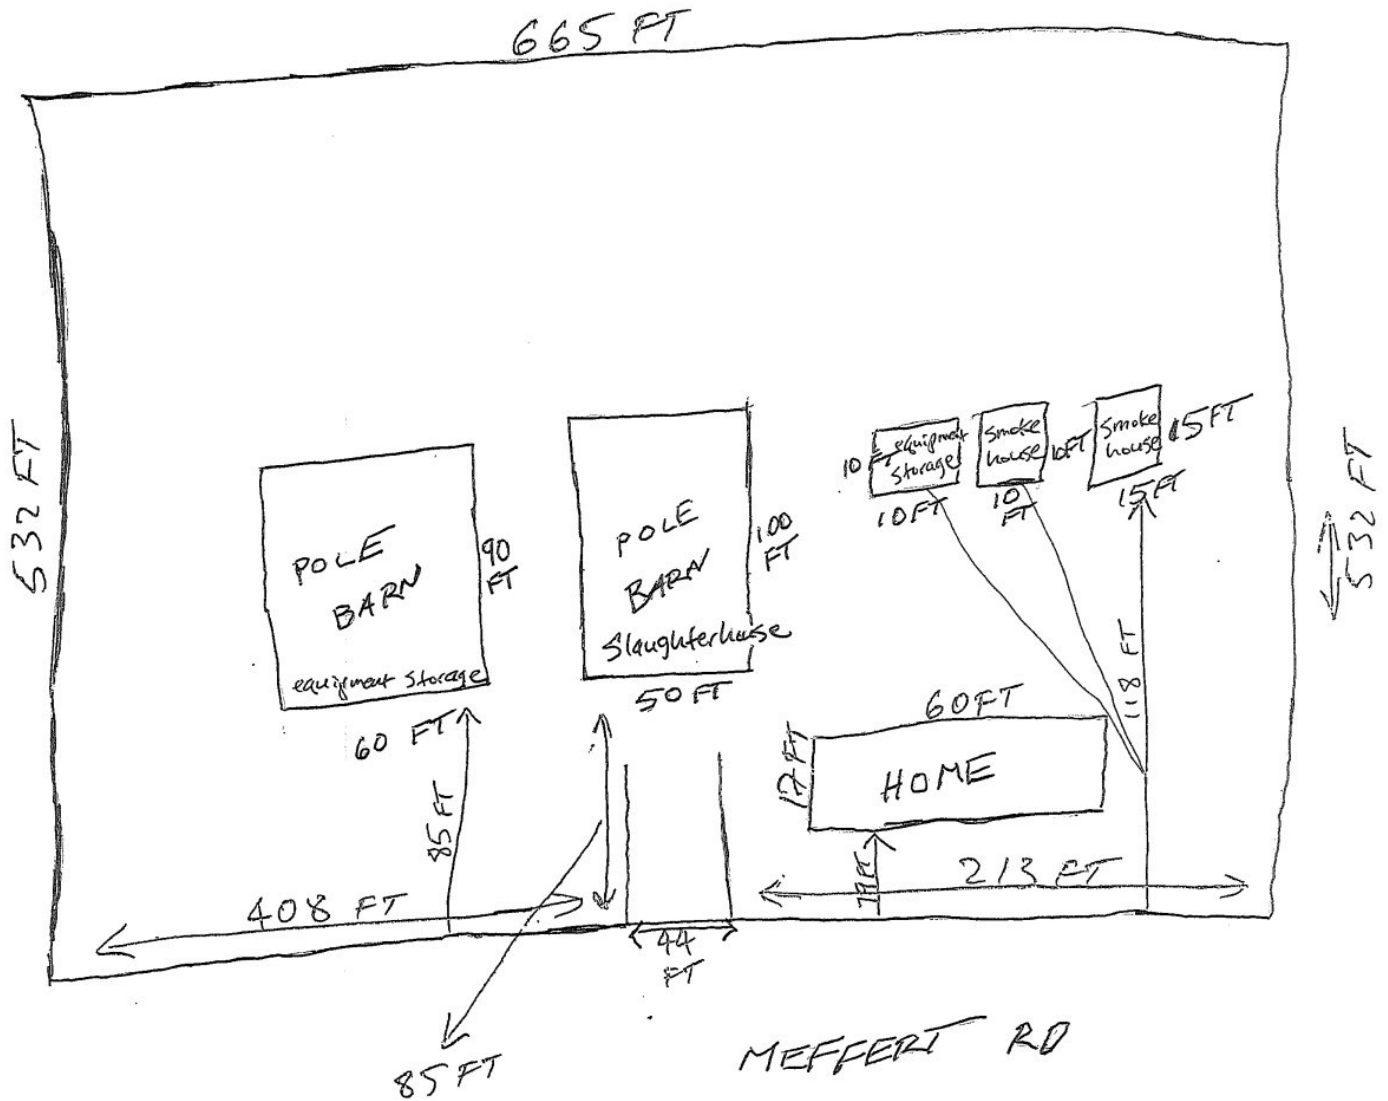 665 FT
532 FT
532 FT
POLE
BARN
equipment storage
90
FT
60 FT
85 FT
POLE
BARN
Slaughterhouse
100
FT
50 FT
equipment
storage
10 FT
10 FT
smoke
house
10 FT
10
FT
smoke
house
15 FT
15 FT
118 FT
60 FT
HOME
213 FT
408 FT
44
FT
85 FT
MEFFERT RD